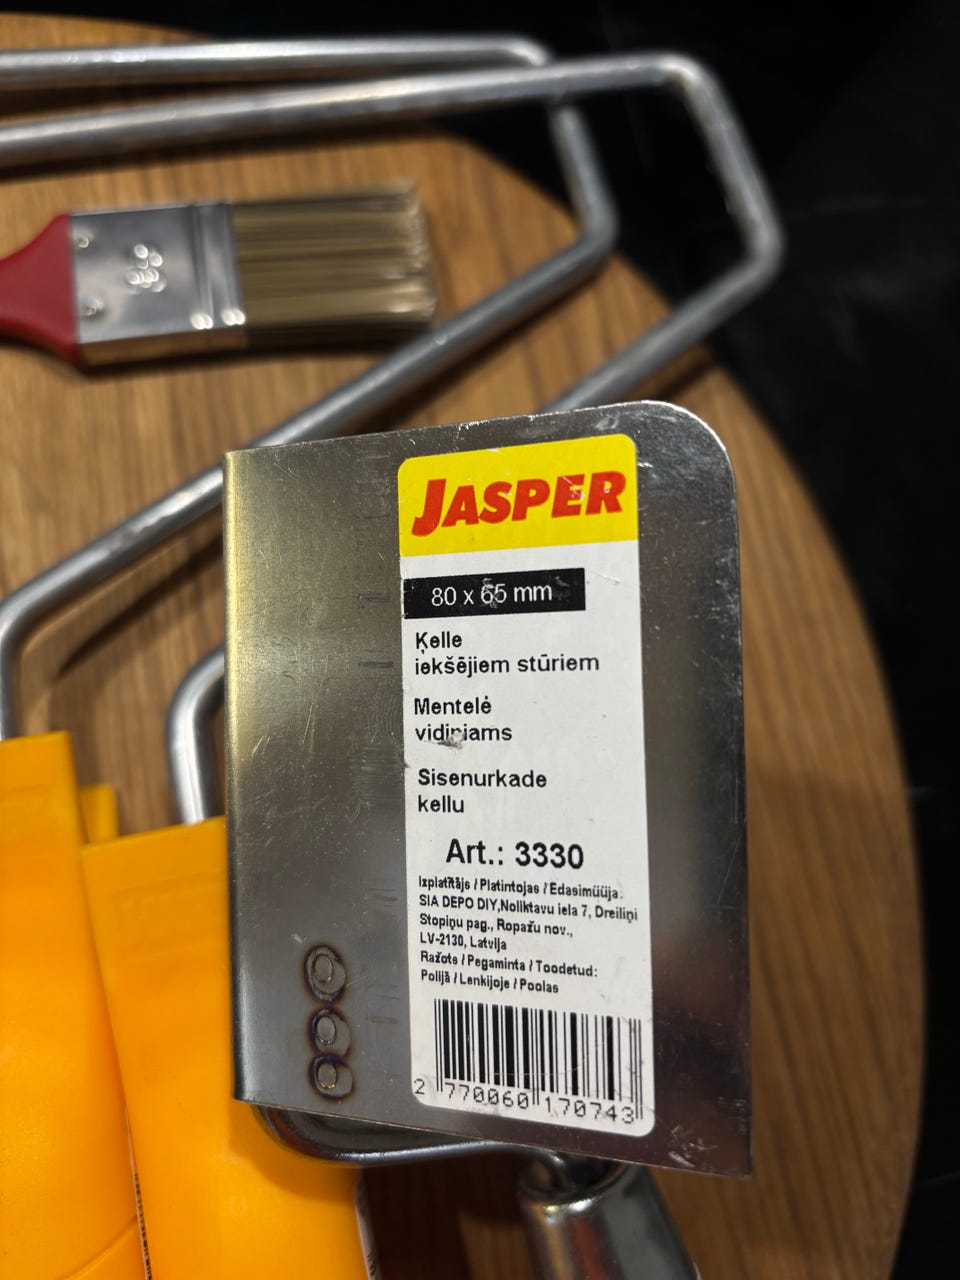 JASPER
80 x 65 mm
Ķelle
iekšējiem stūriem
Mentelė
vidiniams
Sisenurkade
kellu
Art.: 3330
Izplatītājs / Platintojas / Edasimüüja:
SIA DEPO DIY,Noliktavu iela 7, Dreiliņi
Stopiņu pag., Ropažu nov.,
LV-2130, Latvija
Ražots / Pegaminta / Toodetud:
Polijā / Lenkijoje / Poolas
2 770060 170743